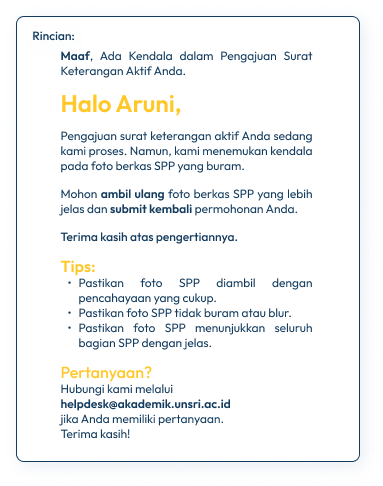 Rincian:
Maaf, Ada Kendala dalam Pengajuan Surat
Keterangan Aktif Anda.
Halo Aruni,
Pengajuan surat keterangan aktif Anda sedang
kami proses. Namun, kami menemukan kendala
pada foto berkas SPP yang buram.
Mohon ambil ulang foto berkas SPP yang lebih
jelas dan submit kembali permohonan Anda.
Terima kasih atas pengertiannya.
Tips:
• Pastikan foto SPP diambil dengan
pencahayaan yang cukup.
• Pastikan foto SPP tidak buram atau blur.
• Pastikan foto SPP menunjukkan seluruh
bagian SPP dengan jelas.
Pertanyaan?
Hubungi kami melalui
helpdesk@akademik.unsri.ac.id
jika Anda memiliki pertanyaan.
Terima kasih!